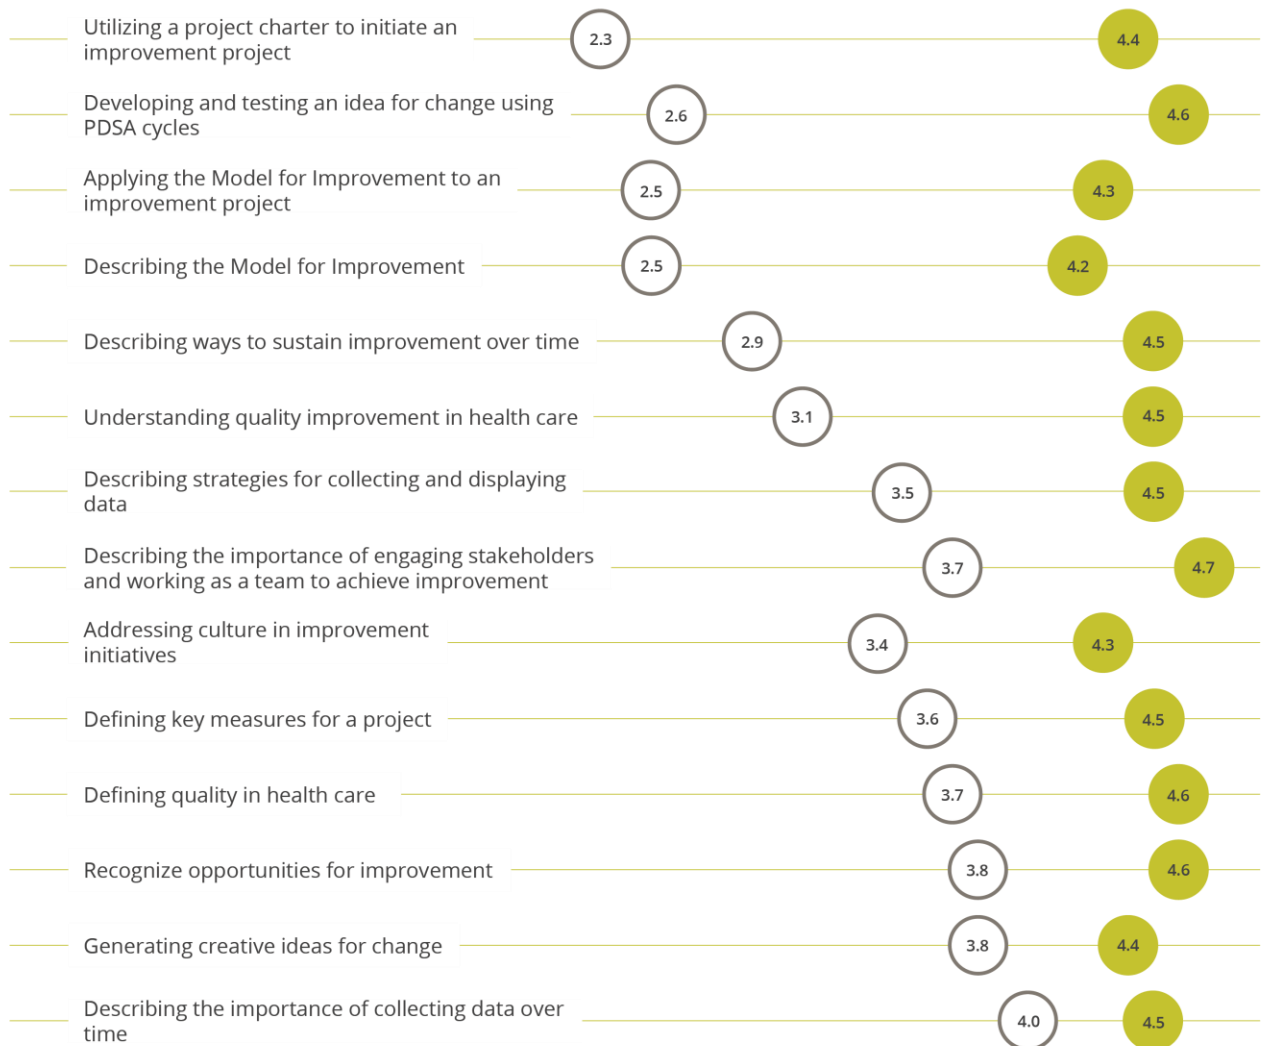 Utilizing a project charter to initiate an
improvement project
2.3
4.4
Developing and testing an idea for change using
PDSA cycles
2.6
4.6
Applying the Model for Improvement to an
improvement project
2.5
4.3
Describing the Model for Improvement
2.5
4.2
Describing ways to sustain improvement over time
2.9
4.5
Understanding quality improvement in health care
3.1
4.5
Describing strategies for collecting and displaying
data
3.5
4.5
Describing the importance of engaging stakeholders
and working as a team to achieve improvement
3.7
4.7
Addressing culture in improvement
initiatives
3.4
4.3
Defining key measures for a project
3.6
4.5
Defining quality in health care
3.7
4.6
Recognize opportunities for improvement
3.8
4.6
Generating creative ideas for change
3.8
4.4
Describing the importance of collecting data over
time
4.0
4.5